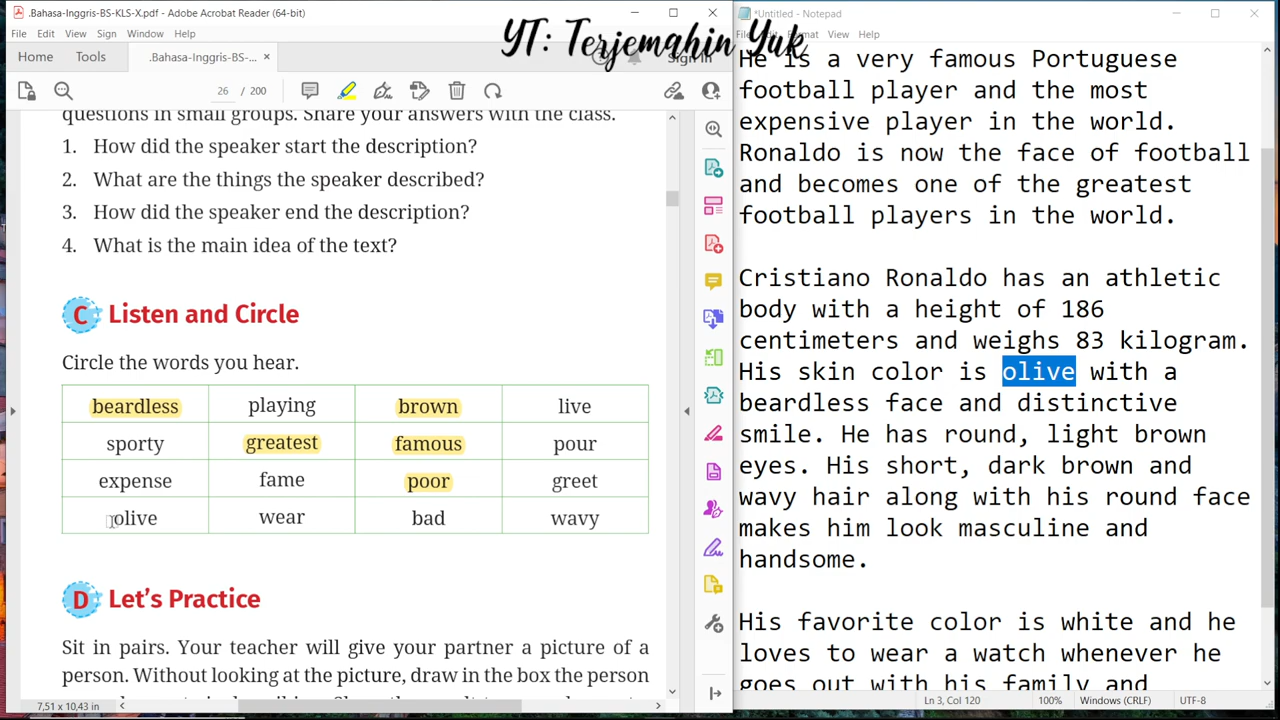 .Bahasa-Inggris-BS-KLS-X.pdf - Adobe Acrobat Reader (64-bit)
File Edit View Sign Window Help
Home Tools .Bahasa-Inggris-BS-... ×
Sign In
26 / 200
YT: Terjemahin Yuk
questions in small groups. Share your answers with the class.
1. How did the speaker start the description?
2. What are the things the speaker described?
3. How did the speaker end the description?
4. What is the main idea of the text?
C Listen and Circle
Circle the words you hear.
beardless playing brown live
sporty greatest famous pour
expense fame poor greet
olive wear bad wavy
D Let's Practice
Sit in pairs. Your teacher will give your partner a picture of a
person. Without looking at the picture, draw in the box the person
7,51 x 10,43 in
*Untitled - Notepad
Format View Help
He is a very famous Portuguese
football player and the most
expensive player in the world.
Ronaldo is now the face of football
and becomes one of the greatest
football players in the world.
Cristiano Ronaldo has an athletic
body with a height of 186
centimeters and weighs 83 kilogram.
His skin color is olive with a
beardless face and distinctive
smile. He has round, light brown
eyes. His short, dark brown and
wavy hair along with his round face
makes him look masculine and
handsome.
His favorite color is white and he
loves to wear a watch whenever he
goes out with his family and
Ln 3, Col 120 100% Windows (CRLF) UTF-8